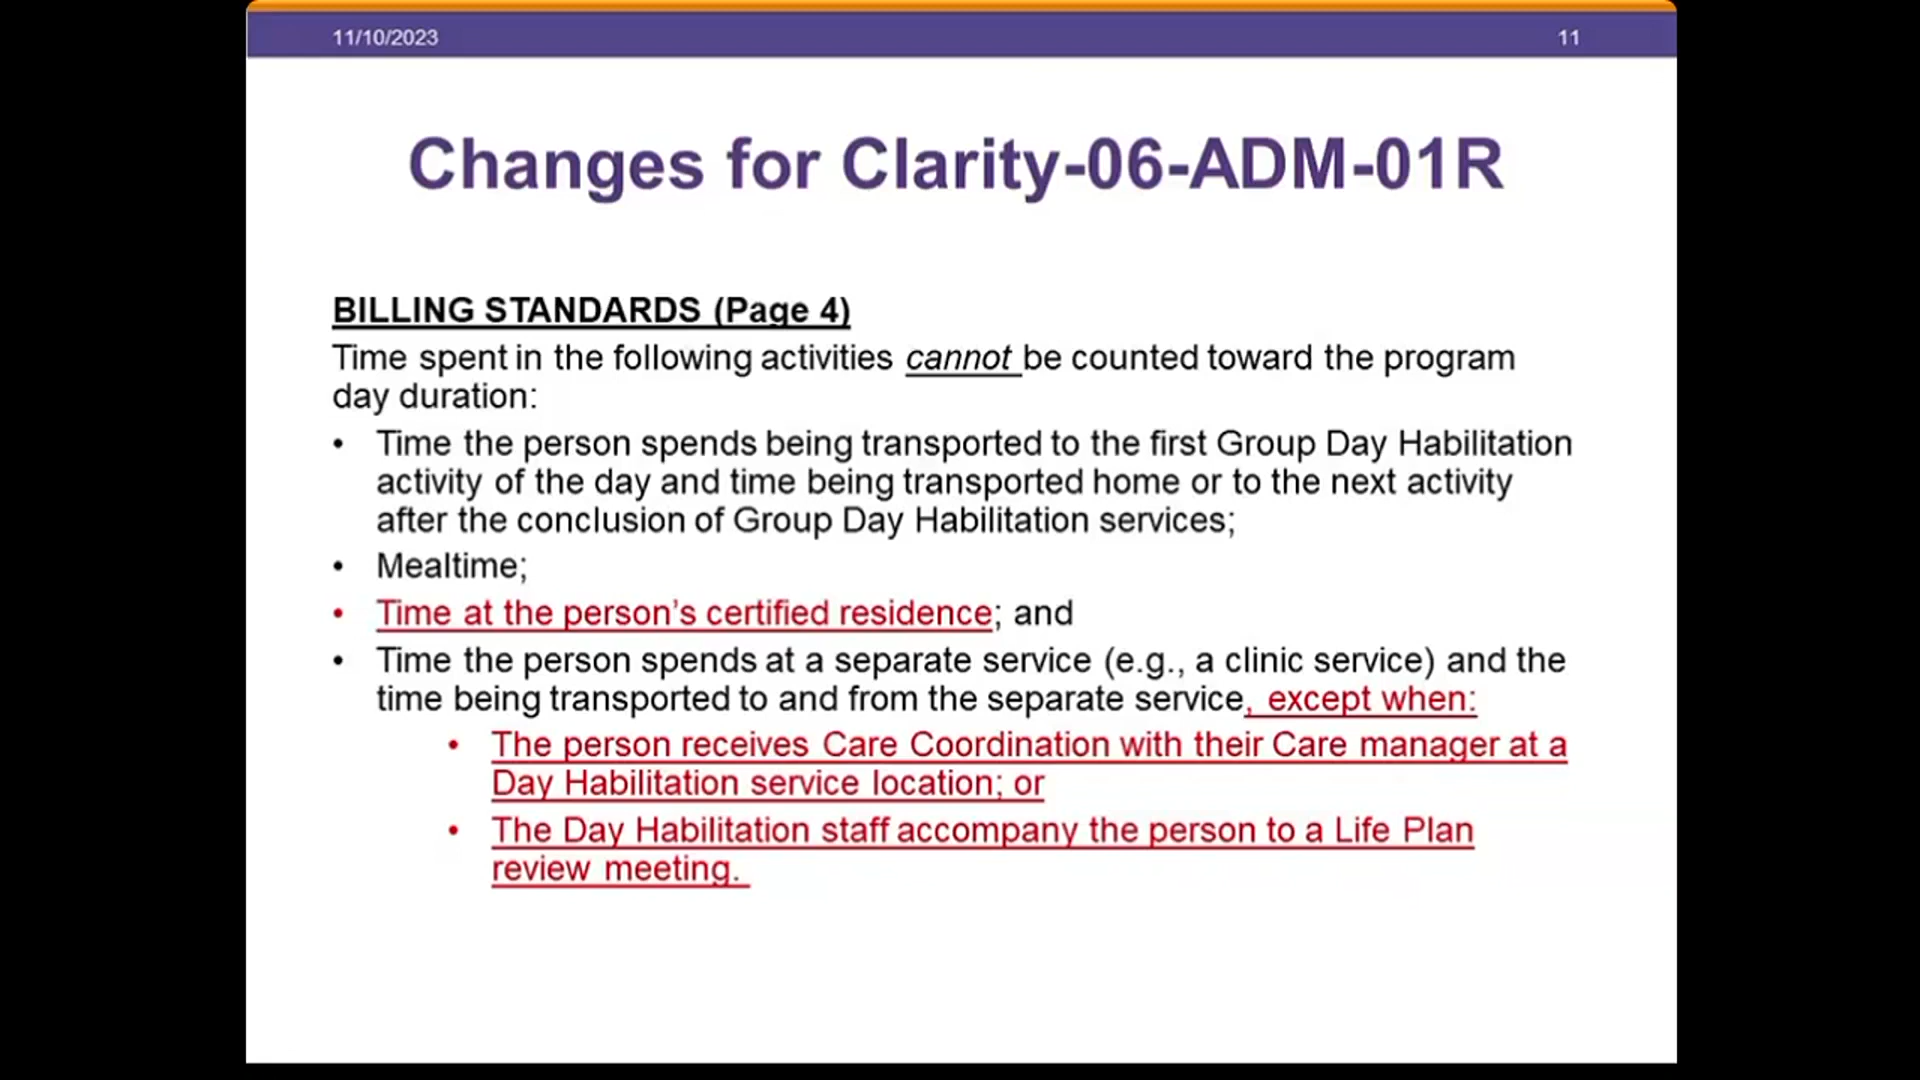 11/10/2023
11
Changes for Clarity-06-ADM-01R
BILLING STANDARDS (Page 4)
Time spent in the following activities cannot be counted toward the program
day duration:
• Time the person spends being transported to the first Group Day Habilitation
activity of the day and time being transported home or to the next activity
after the conclusion of Group Day Habilitation services;
• Mealtime;
• Time at the person’s certified residence; and
• Time the person spends at a separate service (e.g., a clinic service) and the
time being transported to and from the separate service, except when:
• The person receives Care Coordination with their Care manager at a
Day Habilitation service location; or
• The Day Habilitation staff accompany the person to a Life Plan
review meeting.